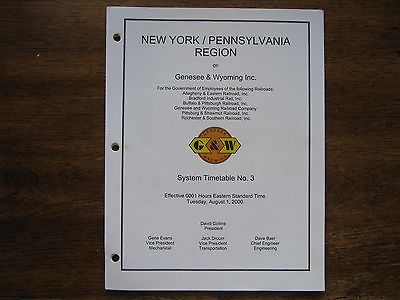 NEW YORK / PENNSYLVANIA
REGION
OF
Genesee & Wyoming Inc.
For the Government of Employees of the following Railroads:
Allegheny & Eastern Railroad, Inc.
Bradford Industrial Rail, Inc.
Buffalo & Pittsburgh Railroad, Inc.
Genesee and Wyoming Railroad Company
Pittsburg & Shawmut Railroad, Inc.
Rochester & Southern Railroad, Inc.
GENESEE
G&W
WYOMING
System Timetable No. 3
Effective 0001 Hours Eastern Standard Time
Tuesday, August 1, 2000
David Collins
President
Gene Evans
Vice President
Mechanical
Jack Drcum
Vice President
Transportation
Dave Baer
Chief Engineer
Engineering